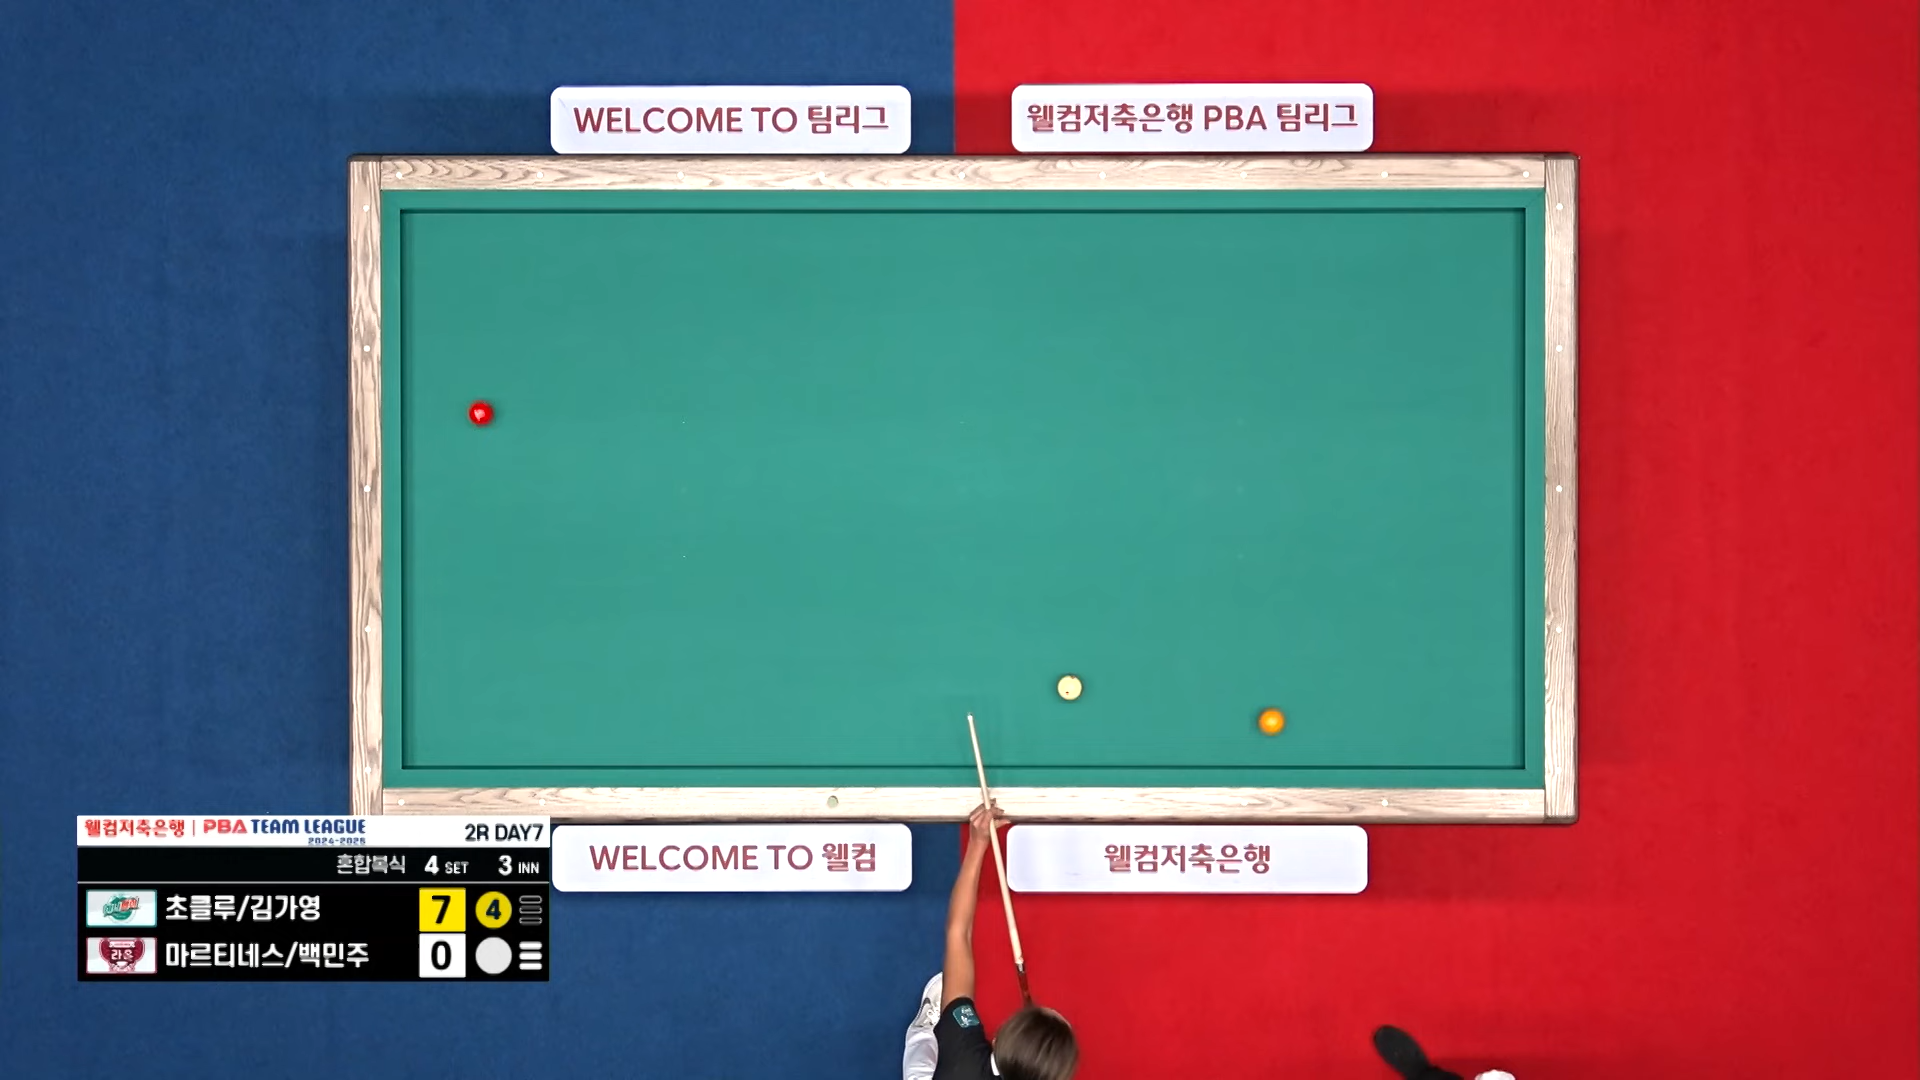 WELCOME TO 팀리그
웰컴저축은행 PBA 팀리그
WELCOME TO 웰컴
웰컴저축은행
웰컴저축은행 | PBA TEAM LEAGUE
2024-2025
2R DAY7
혼합복식 4 SET 3 INN
초클루/김가영 7 4
마르티네스/백민주 0